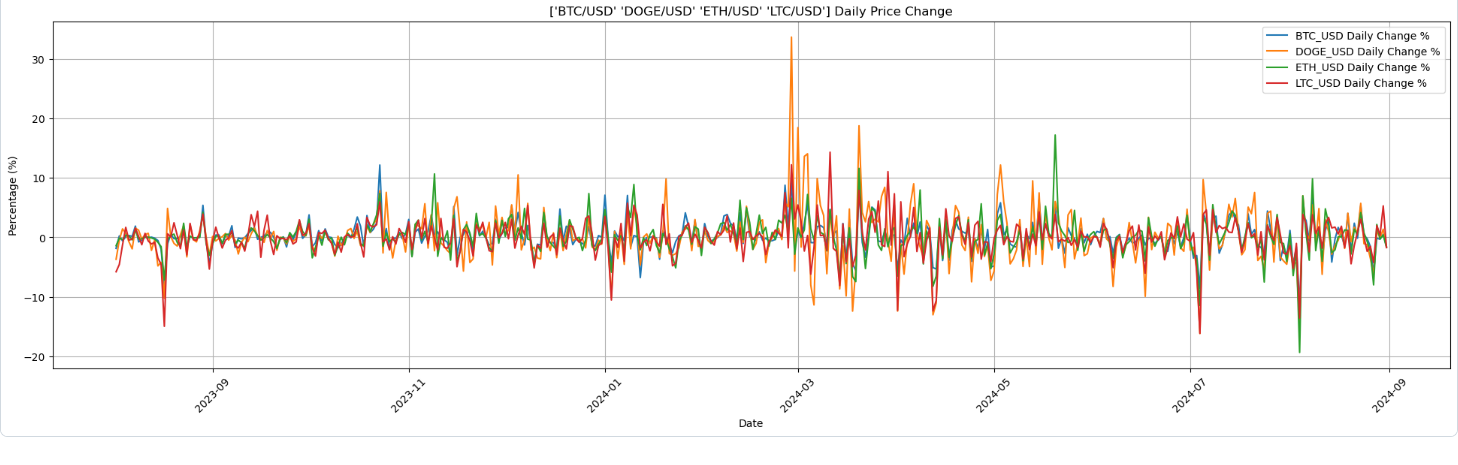 ['BTC/USD' 'DOGE/USD' 'ETH/USD' 'LTC/USD'] Daily Price Change
BTC_USD Daily Change %
DOGE_USD Daily Change %
ETH_USD Daily Change %
LTC_USD Daily Change %
Percentage (%)
30
20
10
0
−10
−20
2023-09
2023-11
2024-01
2024-03
2024-05
2024-07
2024-09
Date